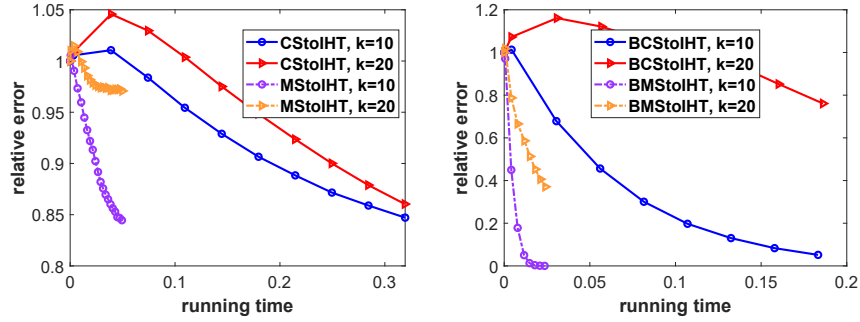 1.05
1
0.95
0.9
0.85
0.8
relative error
CStoIHT, k=10
CStoIHT, k=20
MStoIHT, k=10
MStoIHT, k=20
0 0.1 0.2 0.3
running time
1.2
1
0.8
0.6
0.4
0.2
0
relative error
BCStoIHT, k=10
BCStoIHT, k=20
BMStoIHT, k=10
BMStoIHT, k=20
0 0.05 0.1 0.15 0.2
running time